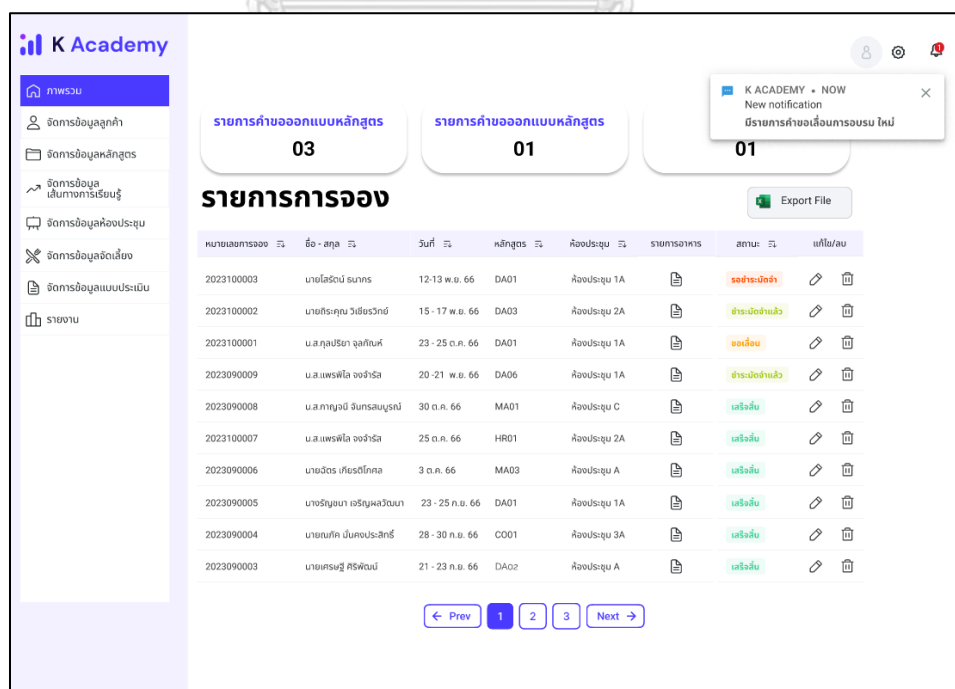 K Academy
1
K ACADEMY • NOW
New notification
มีรายการคำขอเลื่อนการอบรม ใหม่
ภาพรวม
จัดการข้อมูลลูกค้า
จัดการข้อมูลหลักสูตร
จัดการข้อมูล
เส้นทางการเรียนรู้
จัดการข้อมูลห้องประชุม
จัดการข้อมูลจัดเลี้ยง
จัดการข้อมูลแบบประเมิน
รายงาน
รายการคำขอออกแบบหลักสูตร
03
รายการคำขอออกแบบหลักสูตร
01
01
รายการการจอง
Export File
หมายเลขการจอง ชื่อ - สกุล วันที่ หลักสูตร ห้องประชุม รายการอาหาร สถานะ แก้ไข/ลบ
2023100003 นายโสรัตน์ ธนากร 12-13 พ.ย. 66 DA01 ห้องประชุม 1A รอชำระมัดจำ
2023100002 นายถิระคุณ วิเชียรวิทย์ 15 - 17 พ.ย. 66 DA03 ห้องประชุม 2A ชำระมัดจำแล้ว
2023100001 น.ส.กุลปริยา จุลกัณห์ 23 - 25 ต.ค. 66 DA01 ห้องประชุม 1A ขอเลื่อน
2023090009 น.ส.แพรพิไล จงจำรัส 20 -21 พ.ย. 66 DA06 ห้องประชุม 1A ชำระมัดจำแล้ว
2023090008 น.ส.กาญจนี จันทรสมบูรณ์ 30 ต.ค. 66 MA01 ห้องประชุม C เสร็จสิ้น
2023100007 น.ส.แพรพิไล จงจำรัส 25 ต.ค. 66 HR01 ห้องประชุม 2A เสร็จสิ้น
2023090006 นายฉัตร เกียรติโกศล 3 ต.ค. 66 MA03 ห้องประชุม A เสร็จสิ้น
2023090005 นางรัญชนา เจริญผลวัฒนา 23 - 25 ก.ย. 66 DA01 ห้องประชุม 1A เสร็จสิ้น
2023090004 นายณภัค มั่นคงประสิทธิ์ 28 - 30 ก.ย. 66 CO01 ห้องประชุม 3A เสร็จสิ้น
2023090003 นายเศรษฐี ศิริพัฒน์ 21 - 23 ก.ย. 66 DA02 ห้องประชุม A เสร็จสิ้น
← Prev 1 2 3 Next →